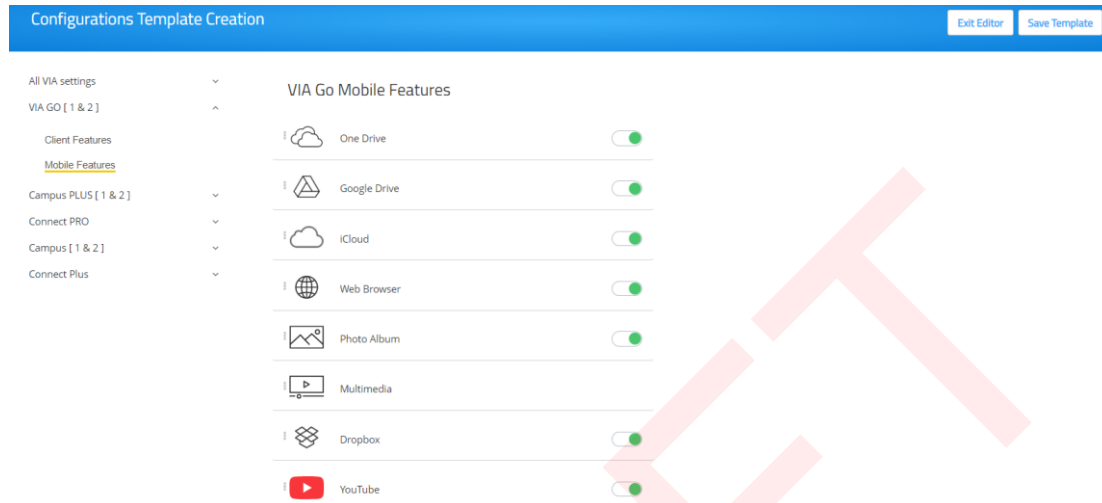 Configurations Template Creation
Exit Editor
Save Template
All VIA settings
VIA GO [ 1 & 2 ]
Client Features
Mobile Features
Campus PLUS [ 1 & 2 ]
Connect PRO
Campus [ 1 & 2 ]
Connect Plus
VIA Go Mobile Features
One Drive
Google Drive
iCloud
Web Browser
Photo Album
Multimedia
Dropbox
YouTube